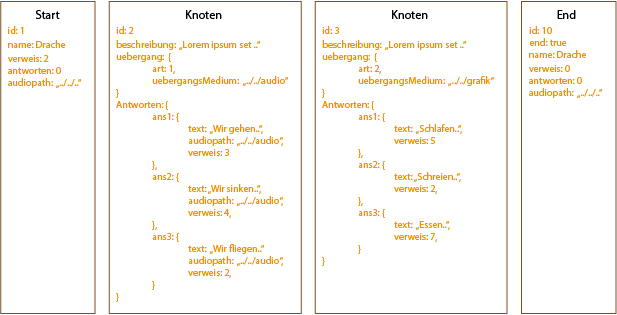 Start
id: 1
name: Drache
verweis: 2
antworten: 0
audiopath: „../../..“
Knoten
id: 2
beschreibung: „Lorem ipsum set ..“
uebergang: {
art: 1,
uebergangsMedium: „../../audio“
}
Antworten: {
ans1: {
text: „Wir gehen..“,
audiopath: „../../audio“,
verweis: 3
},
ans2: {
text:„Wir sinken..“,
audiopath: „../../audio“,
verweis: 4,
},
ans3: {
text: „Wir fliegen..“
audiopath: „../../audio“,
verweis: 2,
}
}
Knoten
id: 3
beschreibung: „Lorem ipsum set ..“
uebergang: {
art: 2,
uebergangsMedium: „../../grafik“
}
Antworten: {
ans1: {
text: „Schlafen..“,
verweis: 5
},
ans2: {
text:„Schreien..“,
verweis: 2,
},
ans3: {
text: „Essen..“,
verweis: 7,
}
}
End
id: 10
end: true
name: Drache
verweis: 0
antworten: 0
audiopath: „../../..“